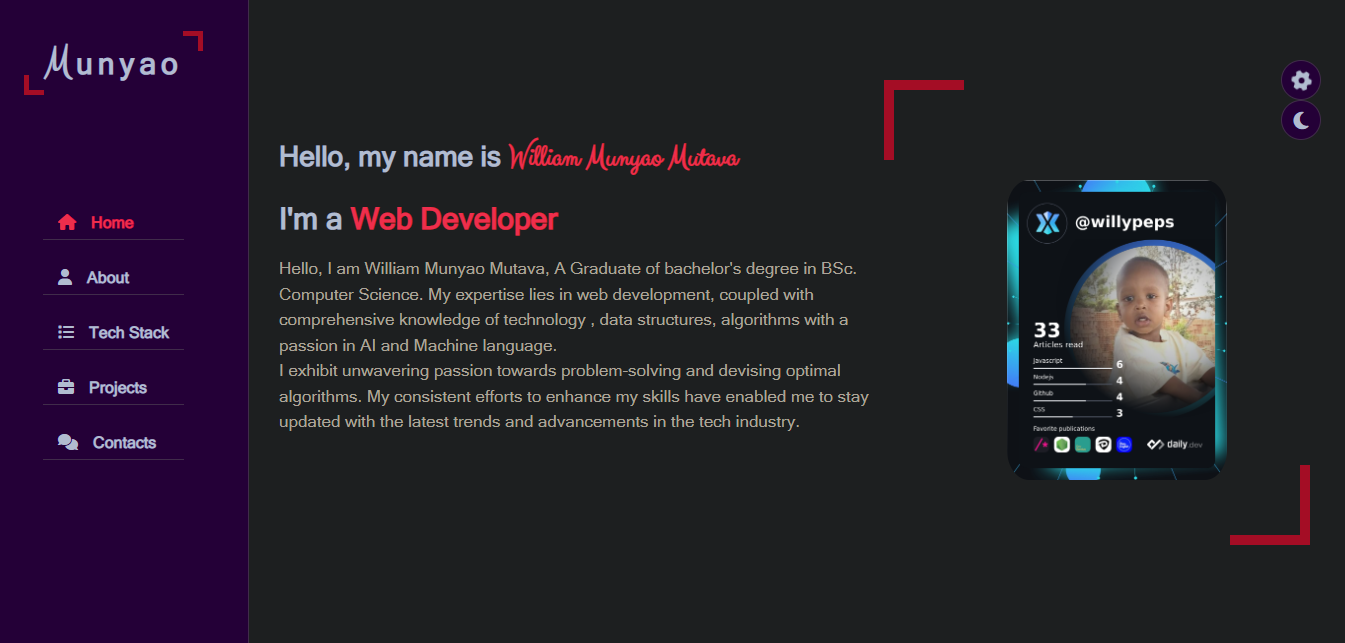 Munyao
Home
About
Tech Stack
Projects
Contacts
Hello, my name is William Munyao Mutava
I'm a Web Developer
Hello, I am William Munyao Mutava, A Graduate of bachelor's degree in BSc.
Computer Science. My expertise lies in web development, coupled with
comprehensive knowledge of technology , data structures, algorithms with a
passion in AI and Machine language.
I exhibit unwavering passion towards problem-solving and devising optimal
algorithms. My consistent efforts to enhance my skills have enabled me to stay
updated with the latest trends and advancements in the tech industry.
@willypeps
33
Articles read
Javascript 6
Nodejs 4
Github 4
CSS 3
Favorite publications
daily.dev